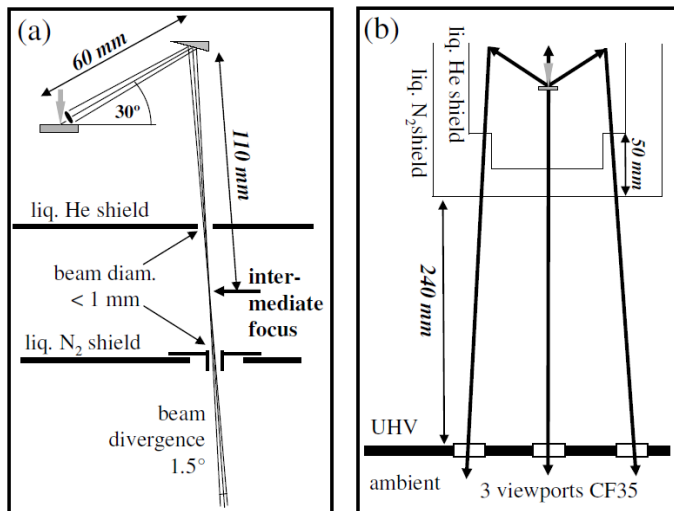 (a)
60 mm
30º
110 mm
liq. He shield
beam diam.
< 1 mm
inter-
mediate
focus
liq. N₂ shield
beam
divergence
1.5°
(b)
liq. He shield
liq. N₂shield
50 mm
240 mm
UHV
ambient
3 viewports CF35